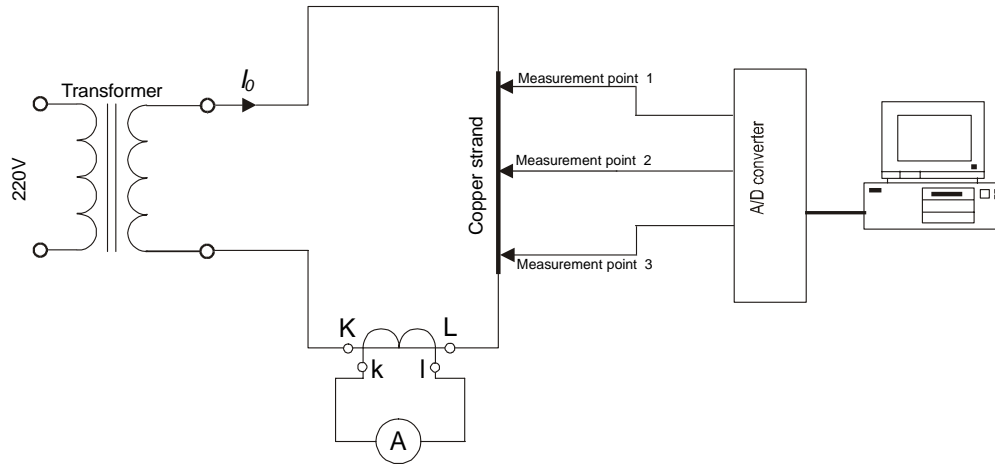 Transformer
I0
220V
Measurement point 1
Measurement point 2
Measurement point 3
Copper strand
A/D converter
K
L
k
l
A